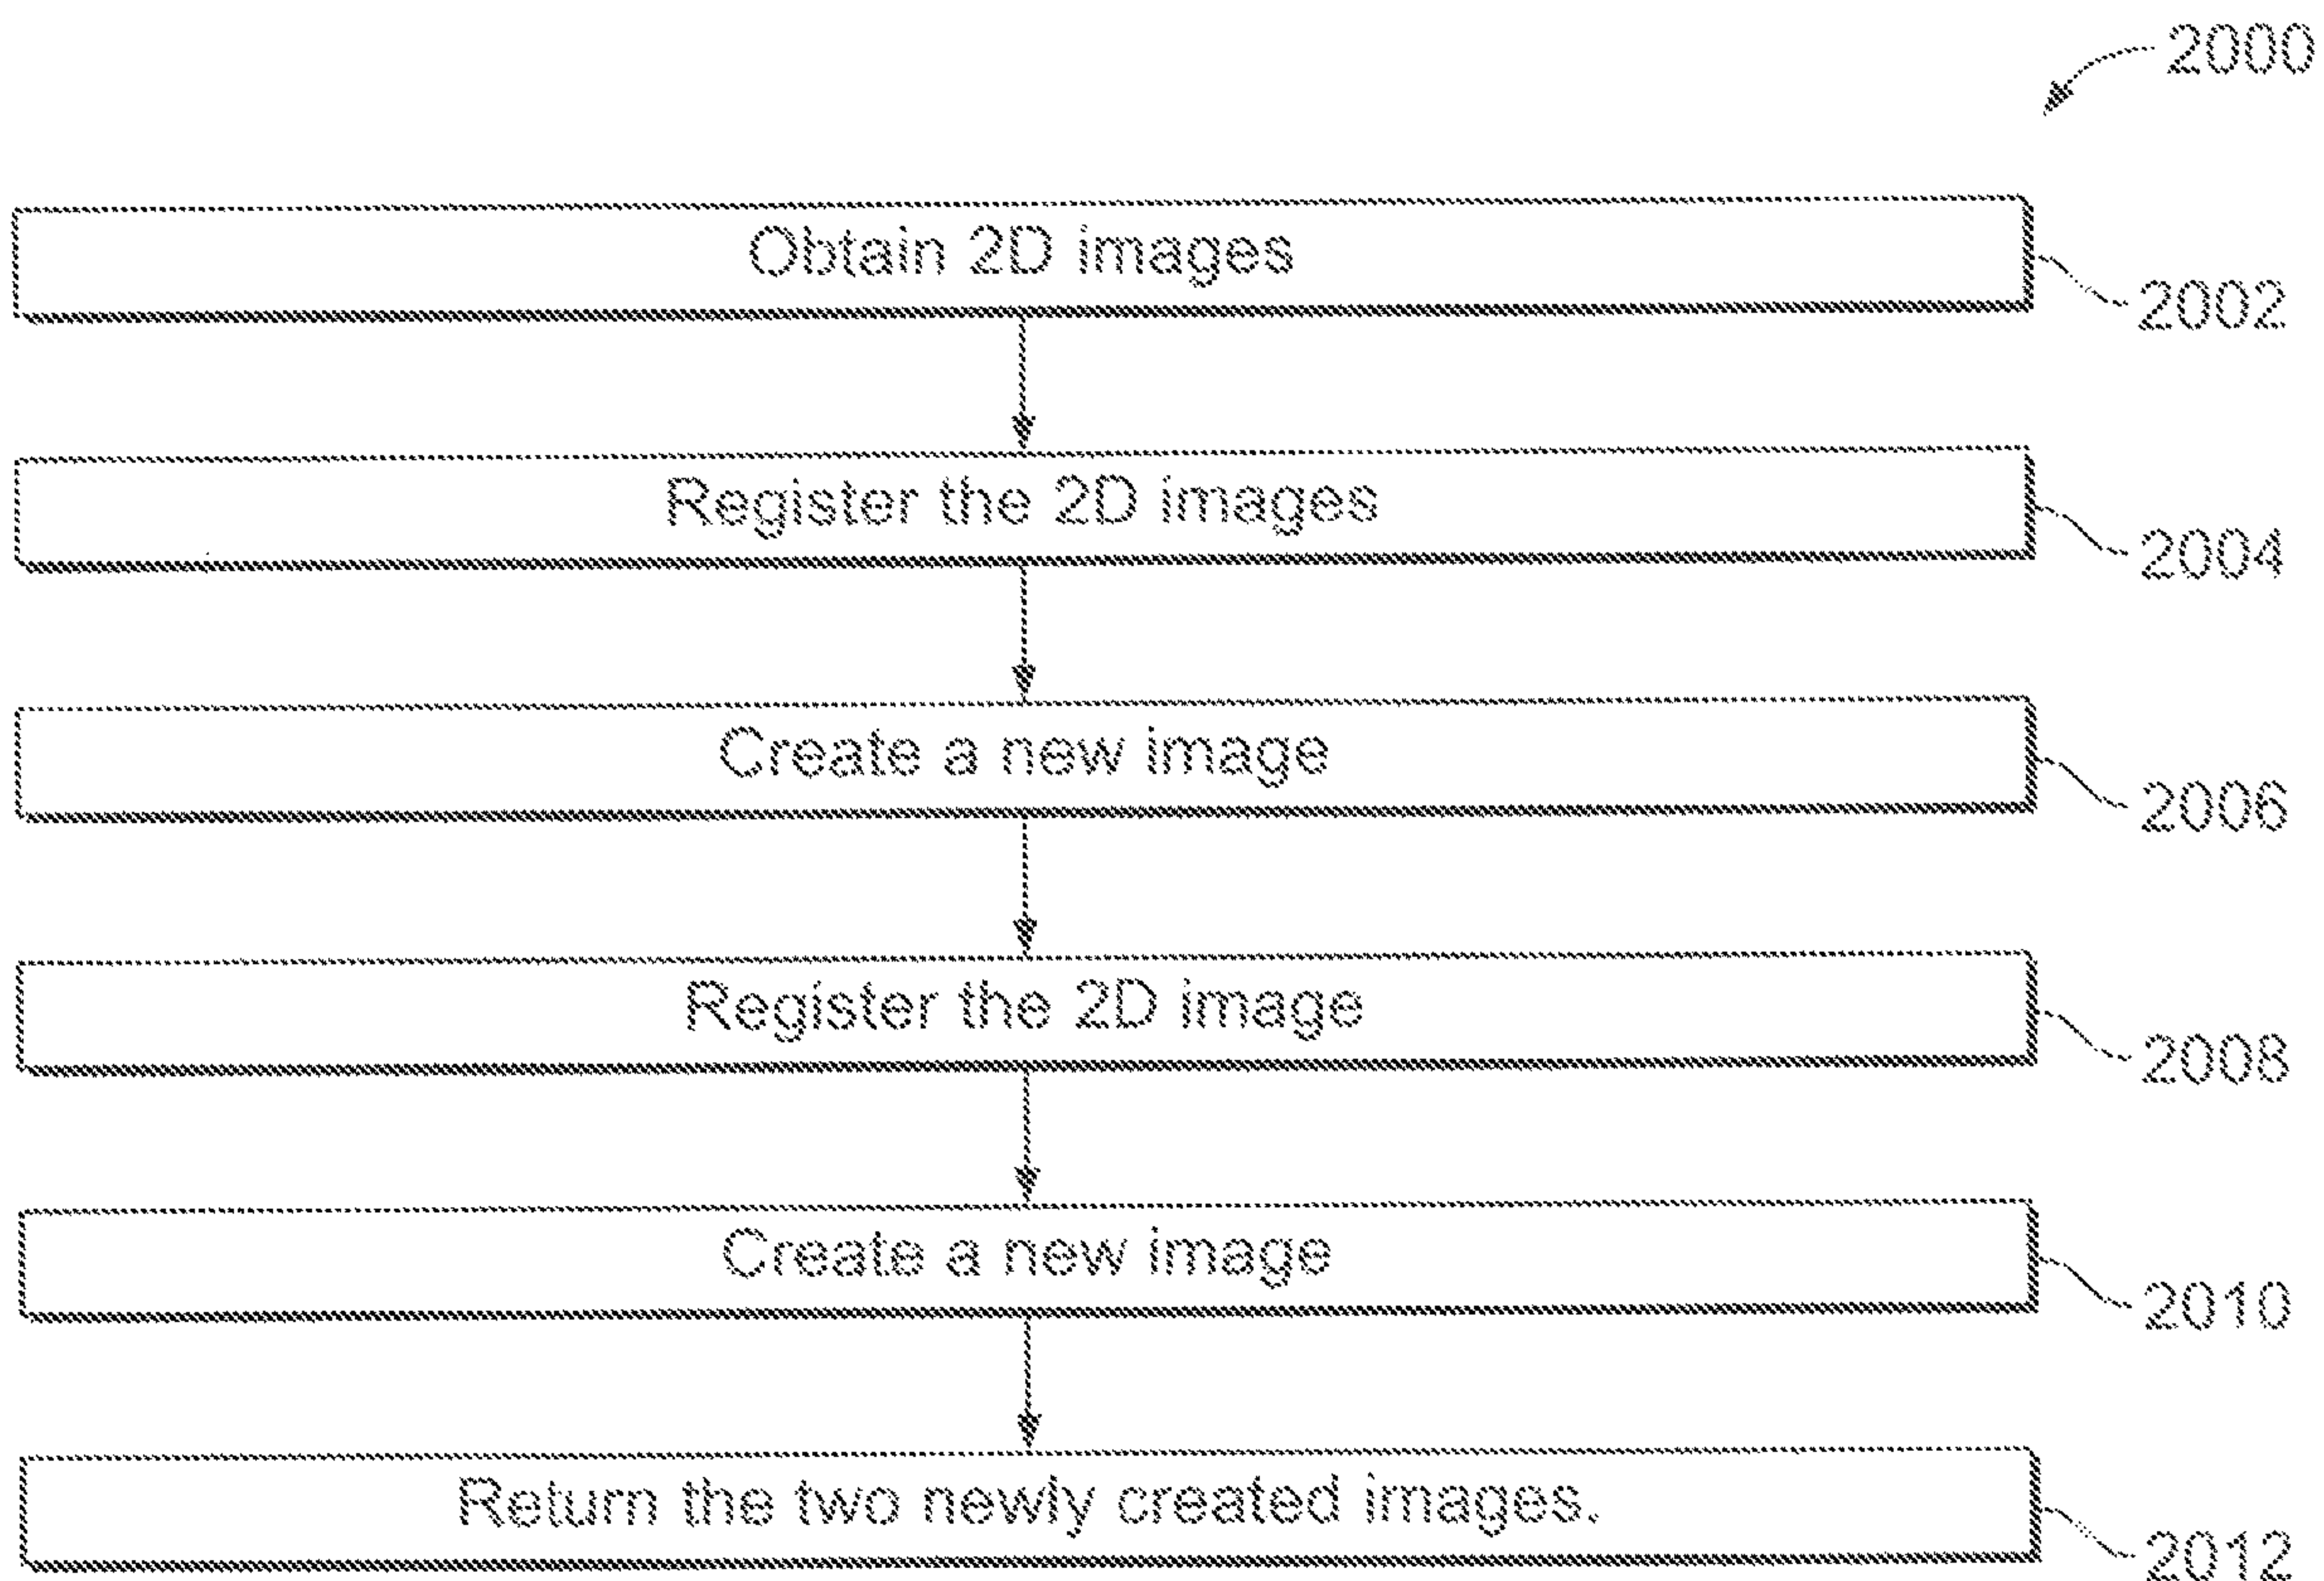 2000
Obtain 2D images
2002
Register the 2D images
2004
Create a new image
2006
Register the 2D image
2008
Create a new image
2010
Return the two newly created images.
2012